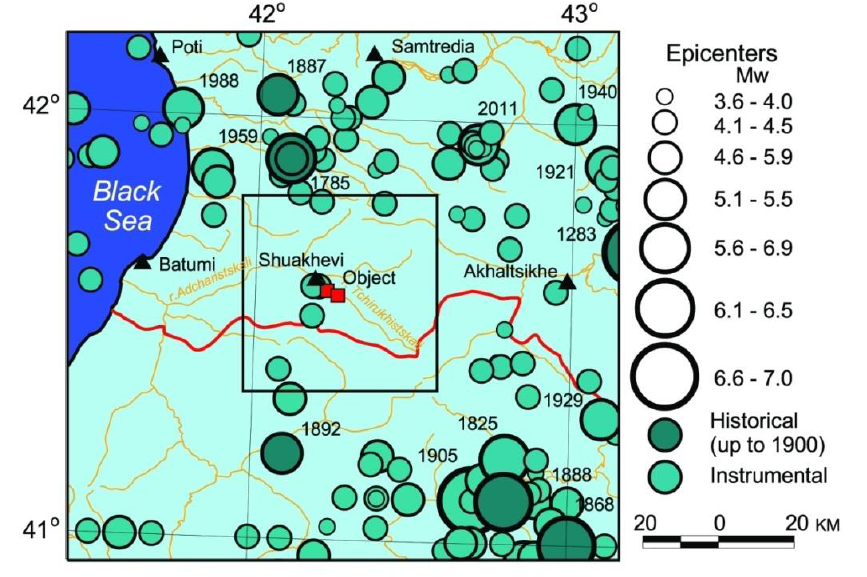 42° 43°
42°
41°
Poti
Samtredia
1988
1887
1940
2011
1959
1921
1785
Black
Sea
1283
Batumi
Shuakhevi
Object
Akhaltsikhe
r.Adchanstskali
Tchirukhistskali
1929
1892
1825
1905
1888
1868
Epicenters
Mw
3.6 - 4.0
4.1 - 4.5
4.6 - 5.9
5.1 - 5.5
5.6 - 6.9
6.1 - 6.5
6.6 - 7.0
Historical
(up to 1900)
Instrumental
20 0 20 КМ